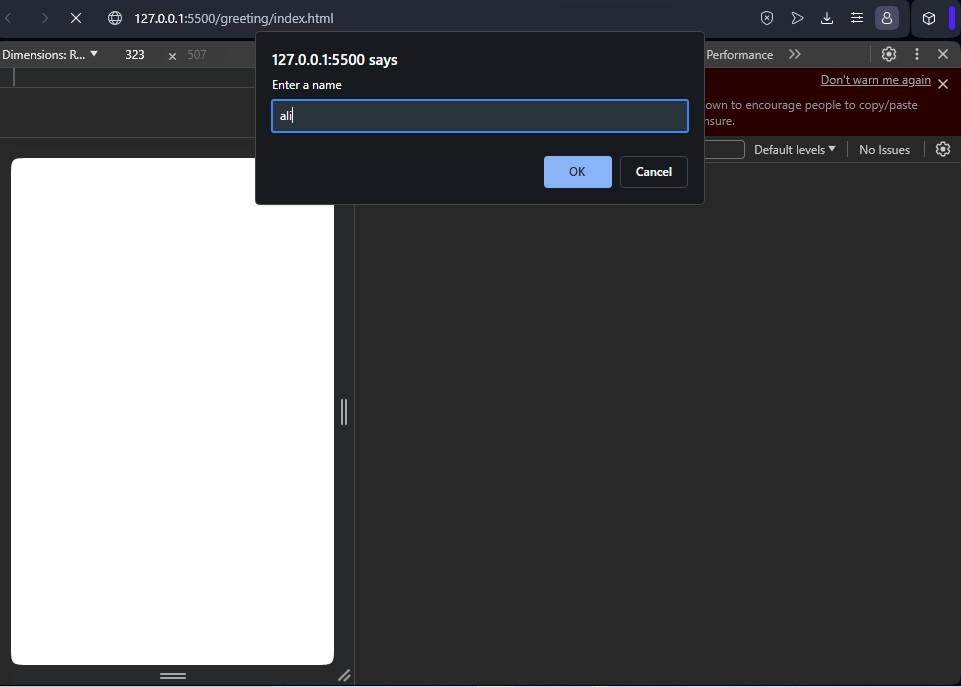 127.0.0.1:5500/greeting/index.html
Dimensions: R... 323 × 507
127.0.0.1:5500 says
Enter a name
ali
OK Cancel
Performance
Don't warn me again
own to encourage people to copy/paste
nsure.
Default levels No Issues